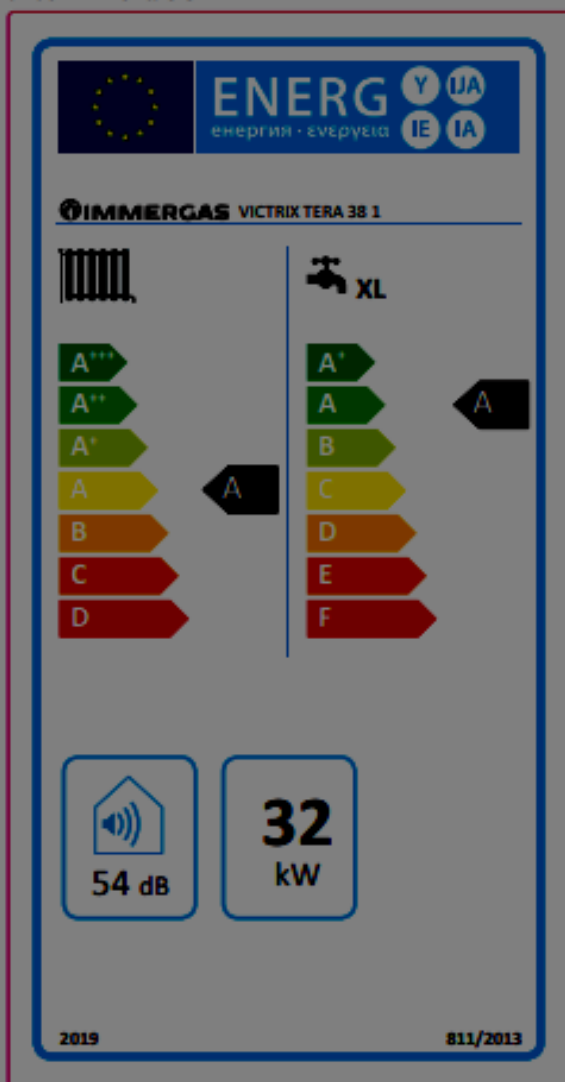 ENERG
енергия · ενεργεια
Y IJA
IE IA
IMMERGAS VICTRIX TERA 38 1
XL
A+++
A++
A+
A
B
C
D
A
A+
A
B
C
D
E
F
A
54 dB
32
kW
2019 811/2013